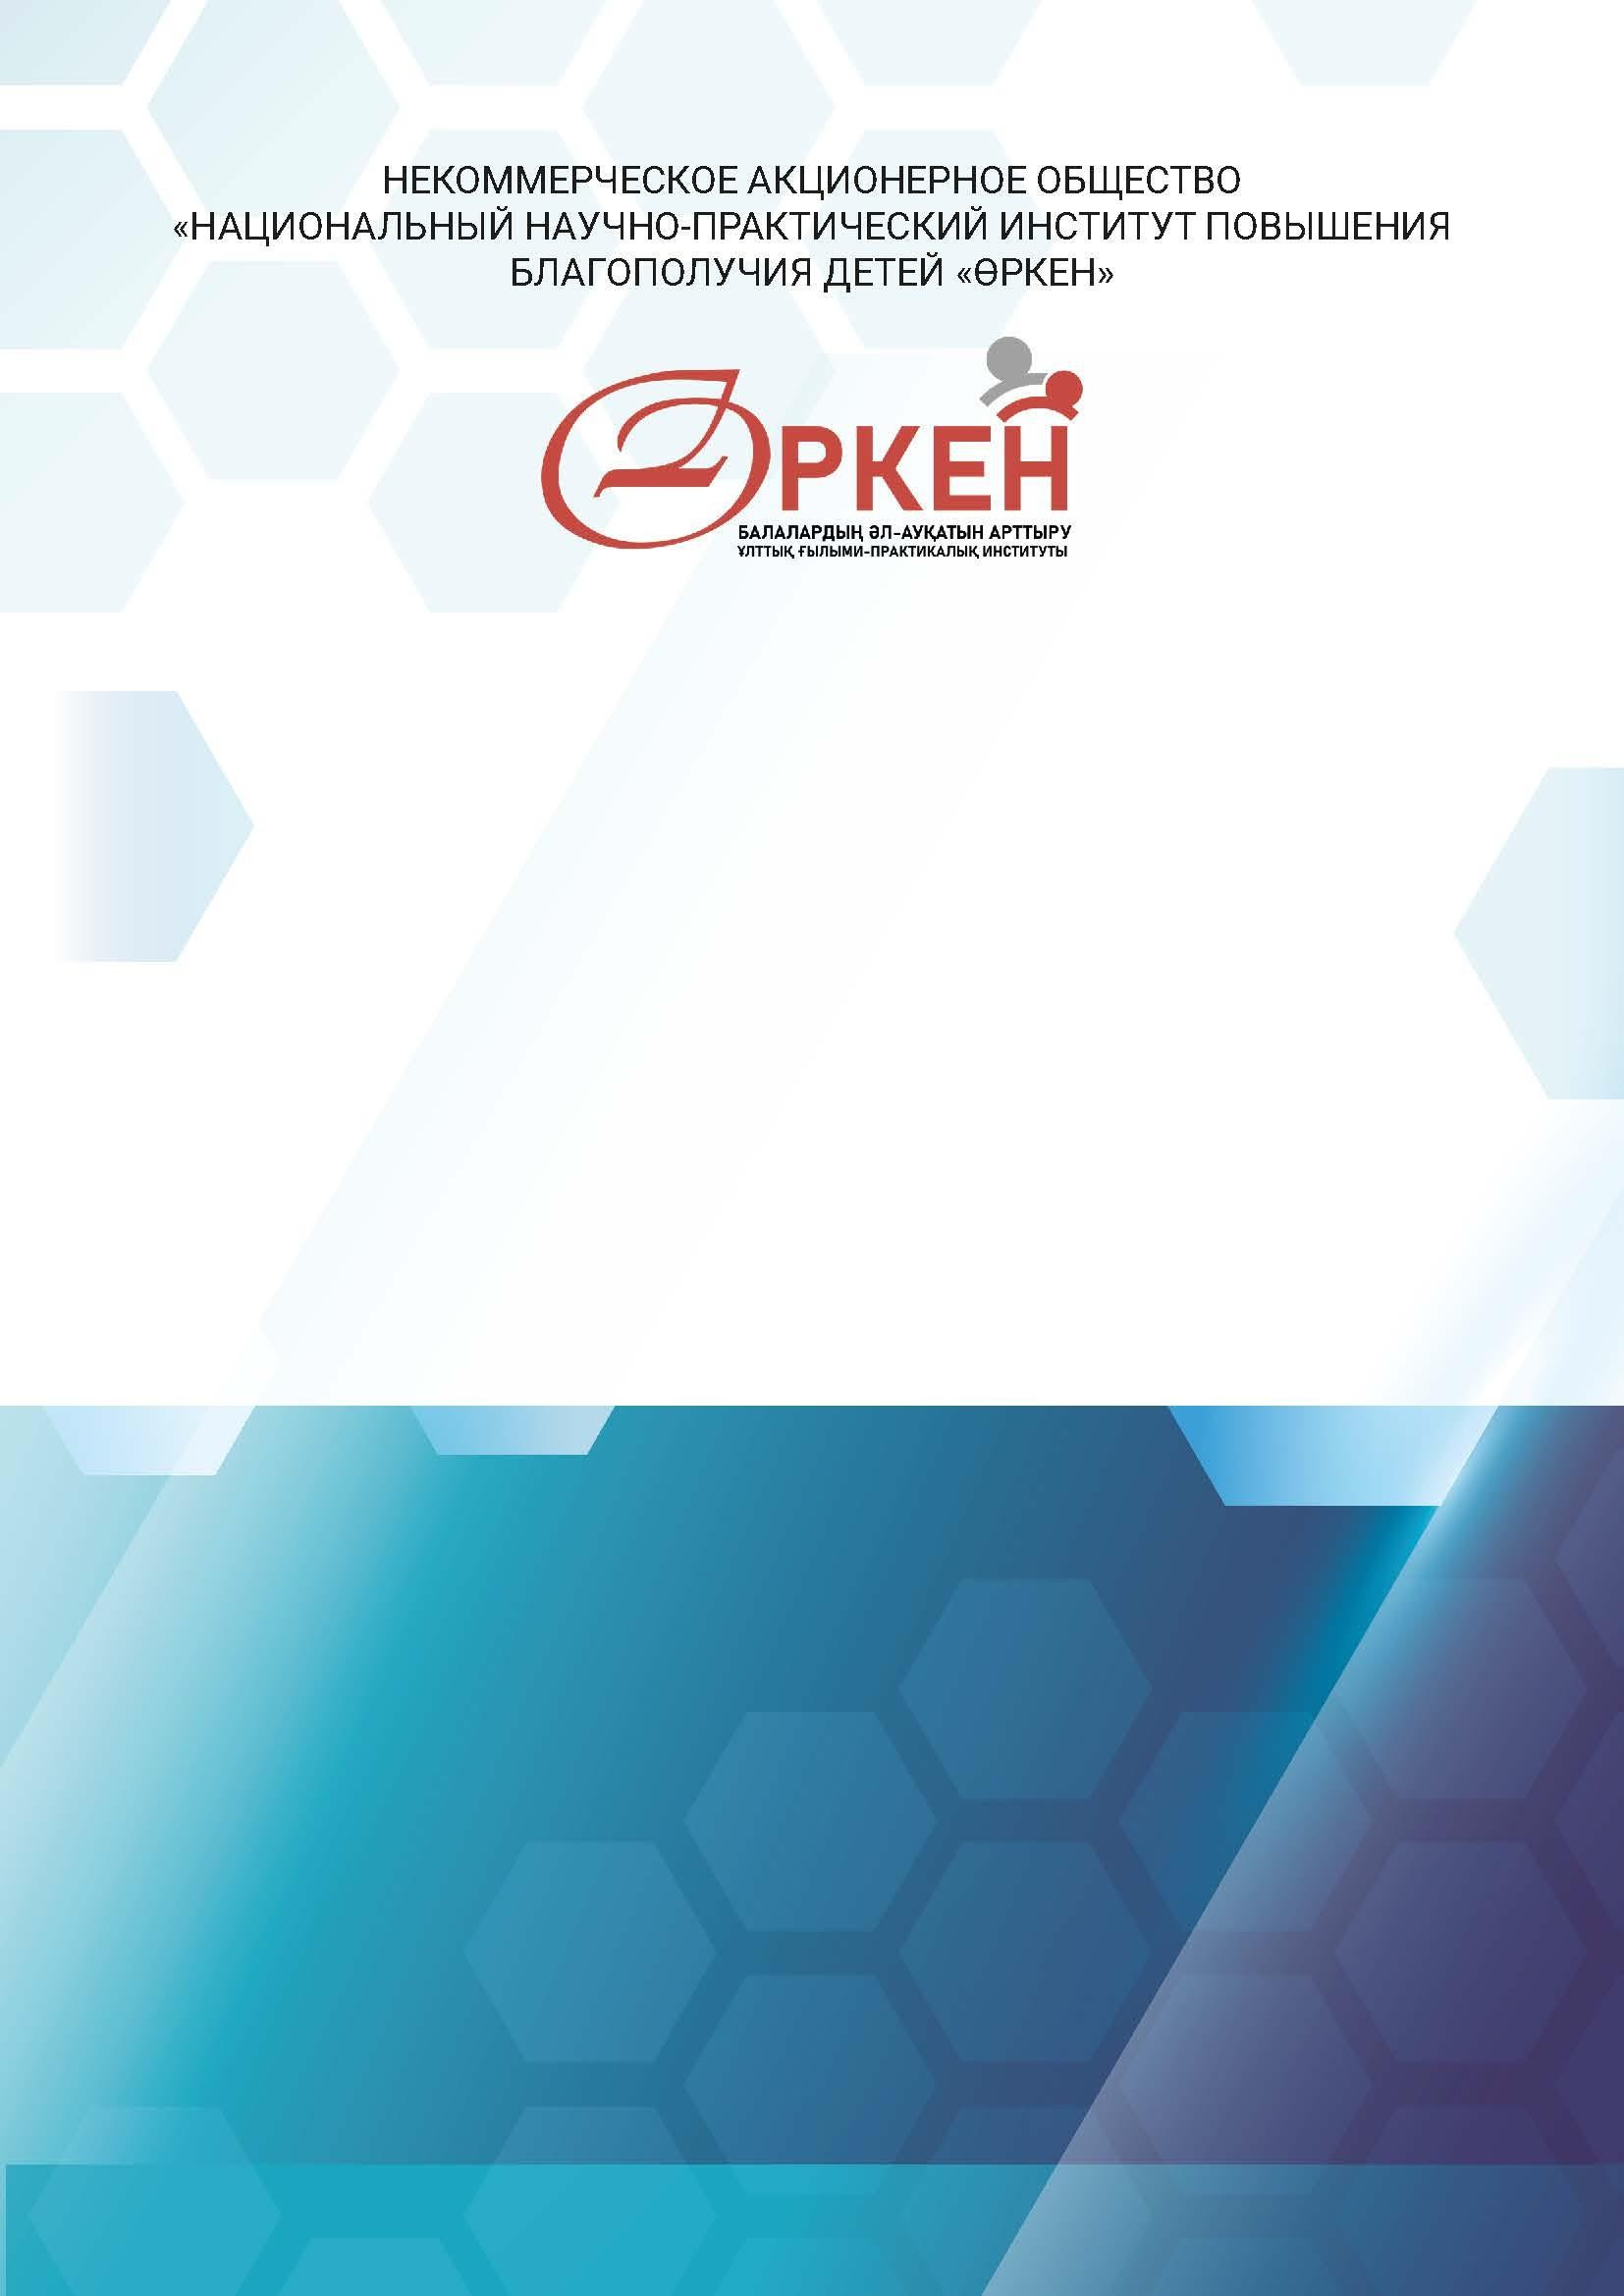 НЕКОММЕРЧЕСКОЕ АКЦИОНЕРНОЕ ОБЩЕСТВО
«НАЦИОНАЛЬНЫЙ НАУЧНО-ПРАКТИЧЕСКИЙ ИНСТИТУТ ПОВЫШЕНИЯ
БЛАГОПОЛУЧИЯ ДЕТЕЙ «ӨРКЕН»
ӨРКЕН
БАЛАЛАРДЫҢ ӘЛ-АУҚАТЫН АРТТЫРУ
ҰЛТТЫҚ ҒЫЛЫМИ-ПРАКТИКАЛЫҚ ИНСТИТУТЫ